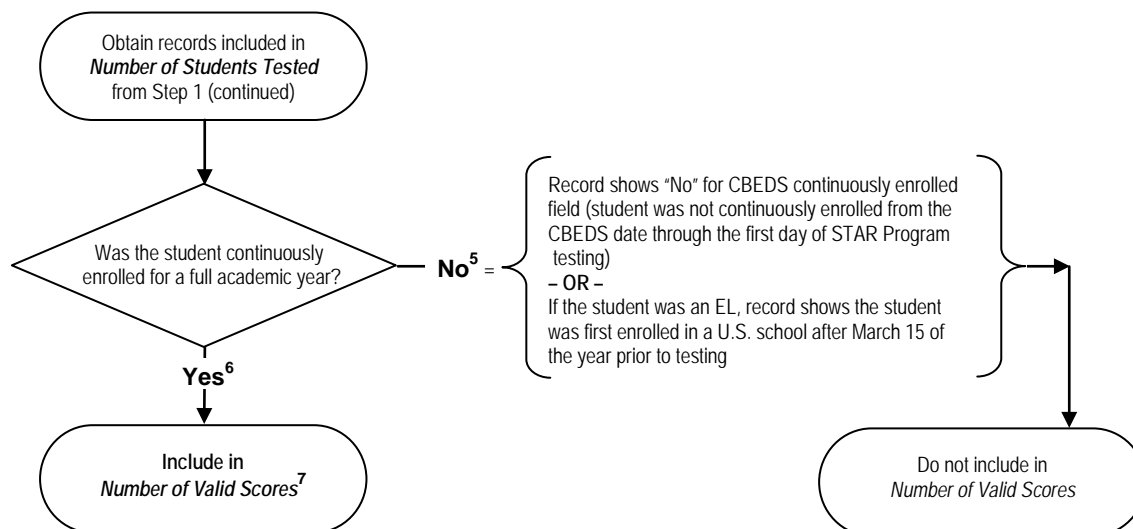 Obtain records included in
Number of Students Tested
from Step 1 (continued)
Was the student continuously
enrolled for a full academic year?
No5 =
Record shows "No" for CBEDS continuously enrolled
field (student was not continuously enrolled from the
CBEDS date through the first day of STAR Program
testing)
– OR –
If the student was an EL, record shows the student
was first enrolled in a U.S. school after March 15 of
the year prior to testing
Yes6
Include in
Number of Valid Scores7
Do not include in
Number of Valid Scores